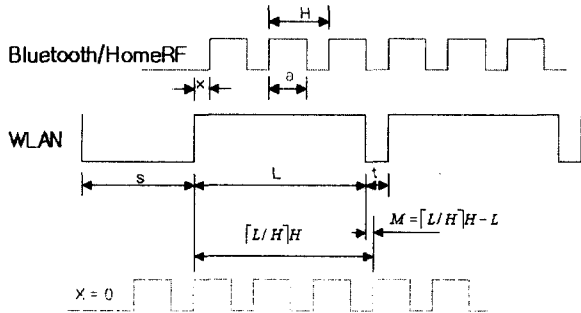 H
Bluetooth/HomeRF
x
a
WLAN
s
L
t
M = ⌈L/H⌉H − L
⌈L/H⌉H
X = 0